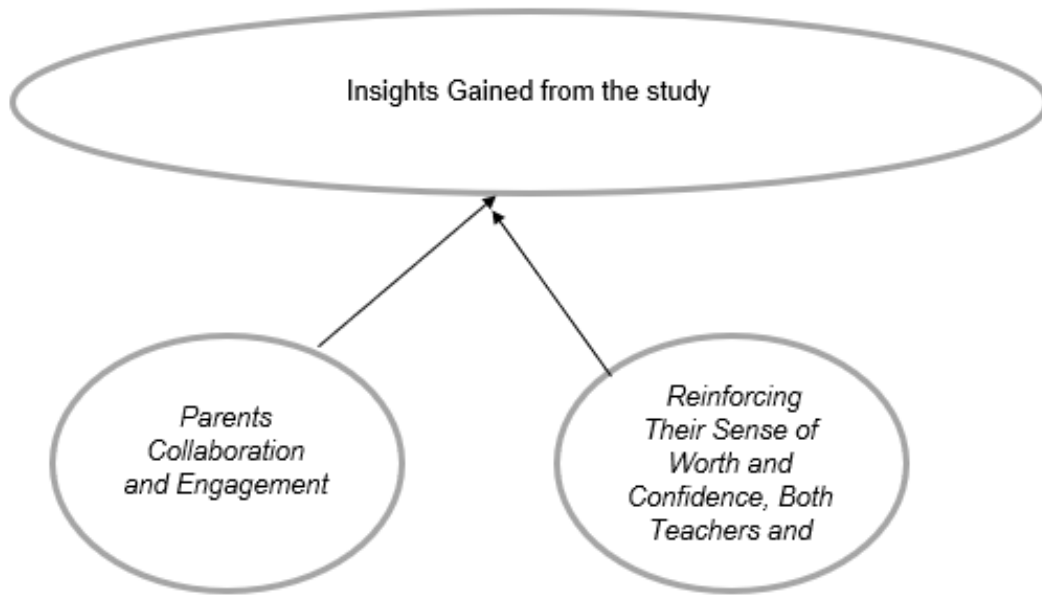 Insights Gained from the study
Parents
Collaboration
and Engagement
Reinforcing
Their Sense of
Worth and
Confidence, Both
Teachers and